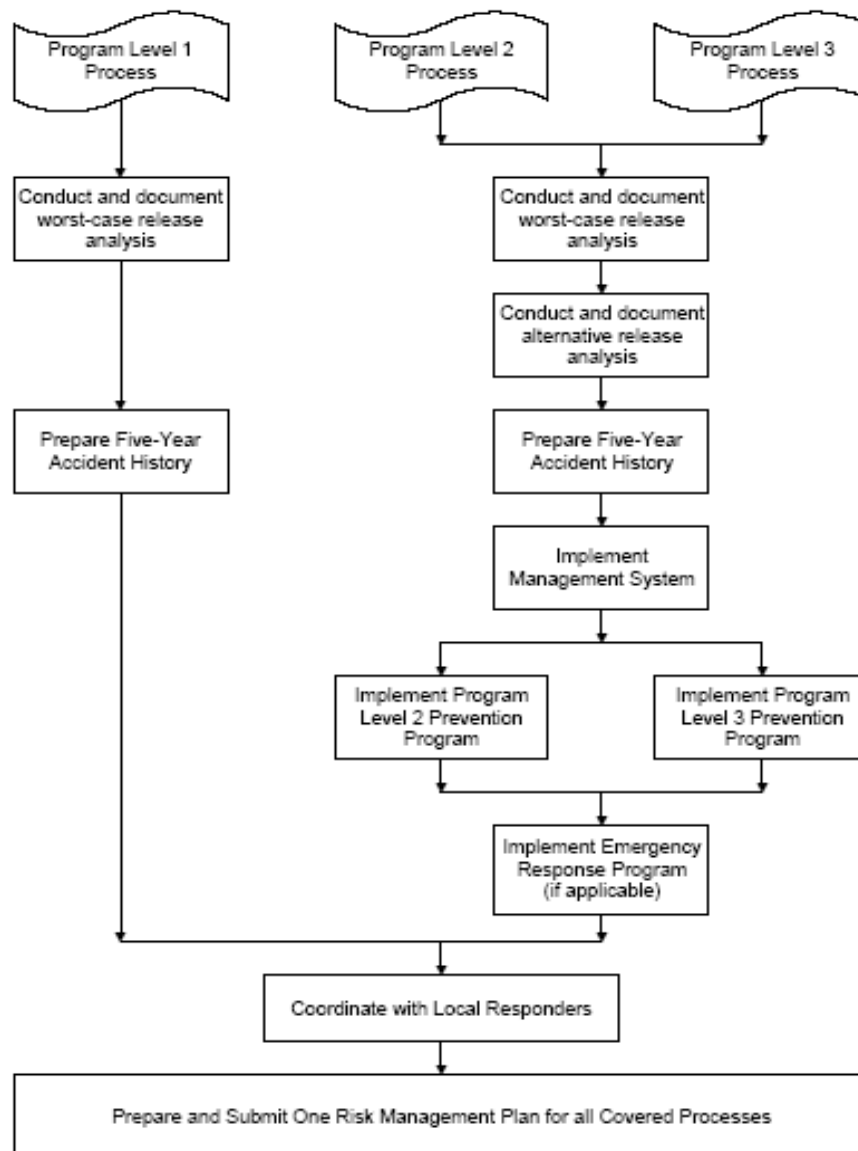 Program Level 1
Process
Program Level 2
Process
Program Level 3
Process
Conduct and document
worst-case release
analysis
Conduct and document
worst-case release
analysis
Conduct and document
alternative release
analysis
Prepare Five-Year
Accident History
Prepare Five-Year
Accident History
Implement
Management System
Implement Program
Level 2 Prevention
Program
Implement Program
Level 3 Prevention
Program
Implement Emergency
Response Program
(if applicable)
Coordinate with Local Responders
Prepare and Submit One Risk Management Plan for all Covered Processes